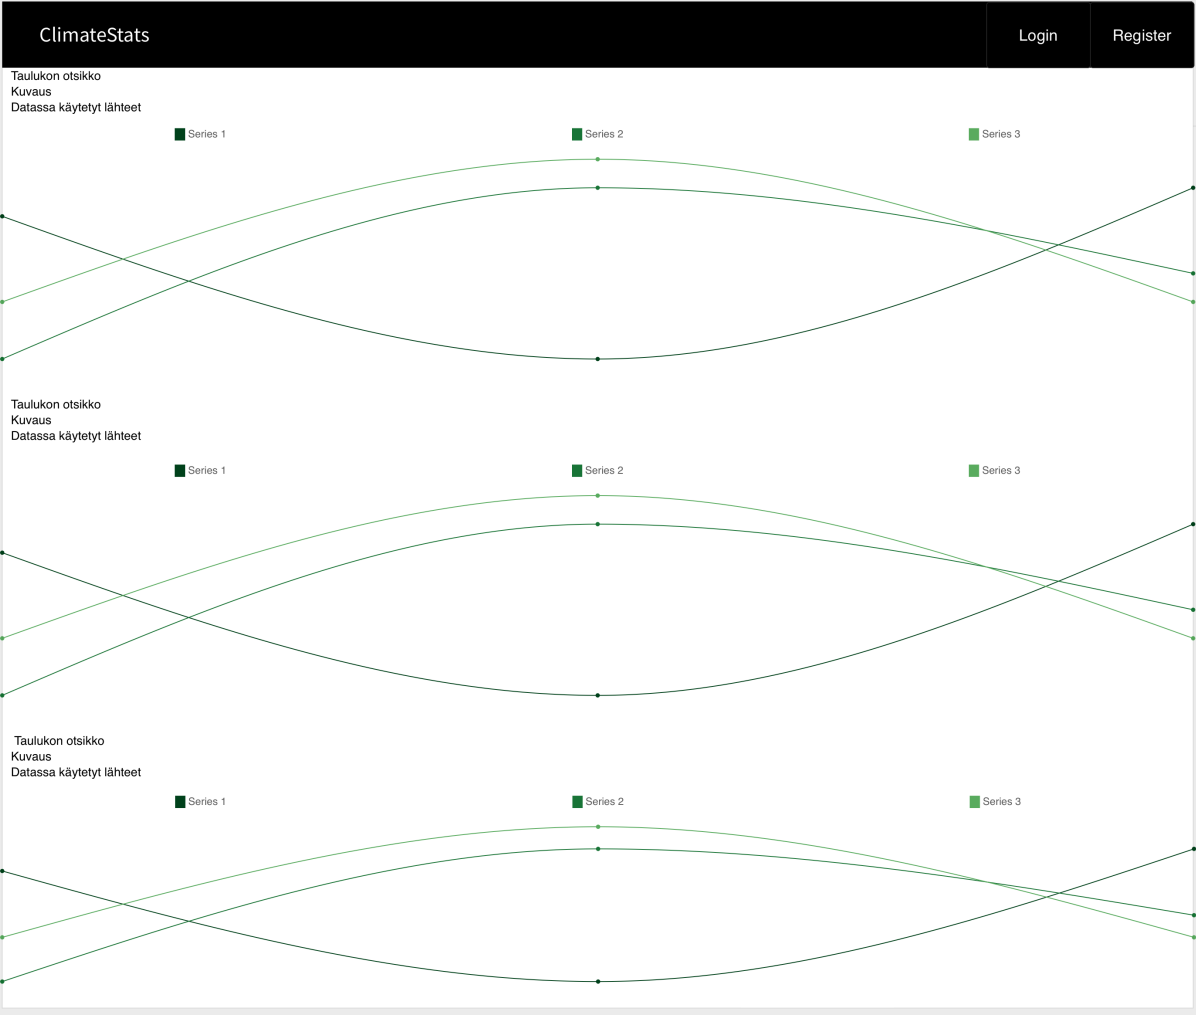 ClimateStats
Login
Register
Taulukon otsikko
Kuvaus
Datassa käytetyt lähteet
Series 1
Series 2
Series 3
Taulukon otsikko
Kuvaus
Datassa käytetyt lähteet
Series 1
Series 2
Series 3
Taulukon otsikko
Kuvaus
Datassa käytetyt lähteet
Series 1
Series 2
Series 3